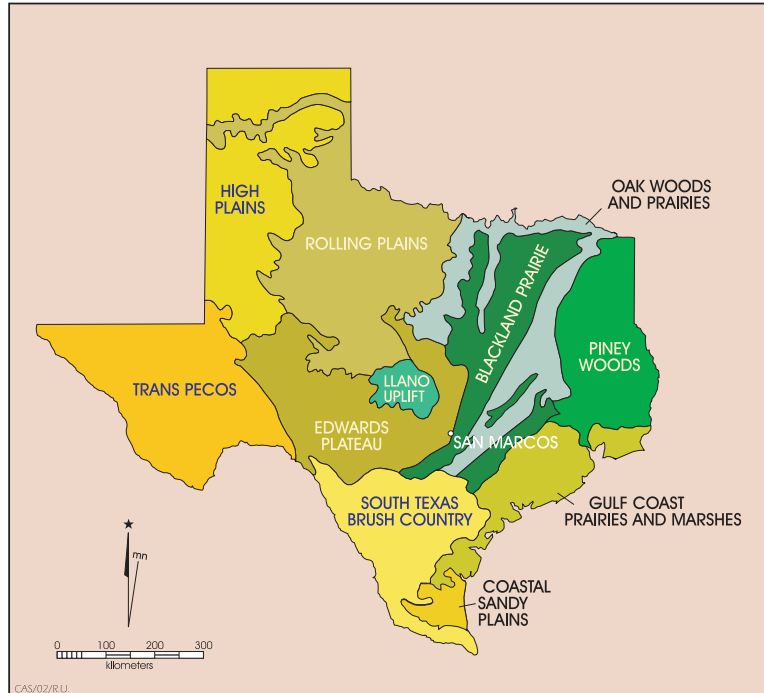 HIGH
PLAINS
ROLLING PLAINS
OAK WOODS
AND PRAIRIES
BLACKLAND PRAIRIE
PINEY
WOODS
TRANS PECOS
LLANO
UPLIFT
EDWARDS
PLATEAU
SAN MARCOS
SOUTH TEXAS
BRUSH COUNTRY
GULF COAST
PRAIRIES AND MARSHES
COASTAL
SANDY
PLAINS
mn
0 100 200 300
kilometers
CAS/02/R.U.